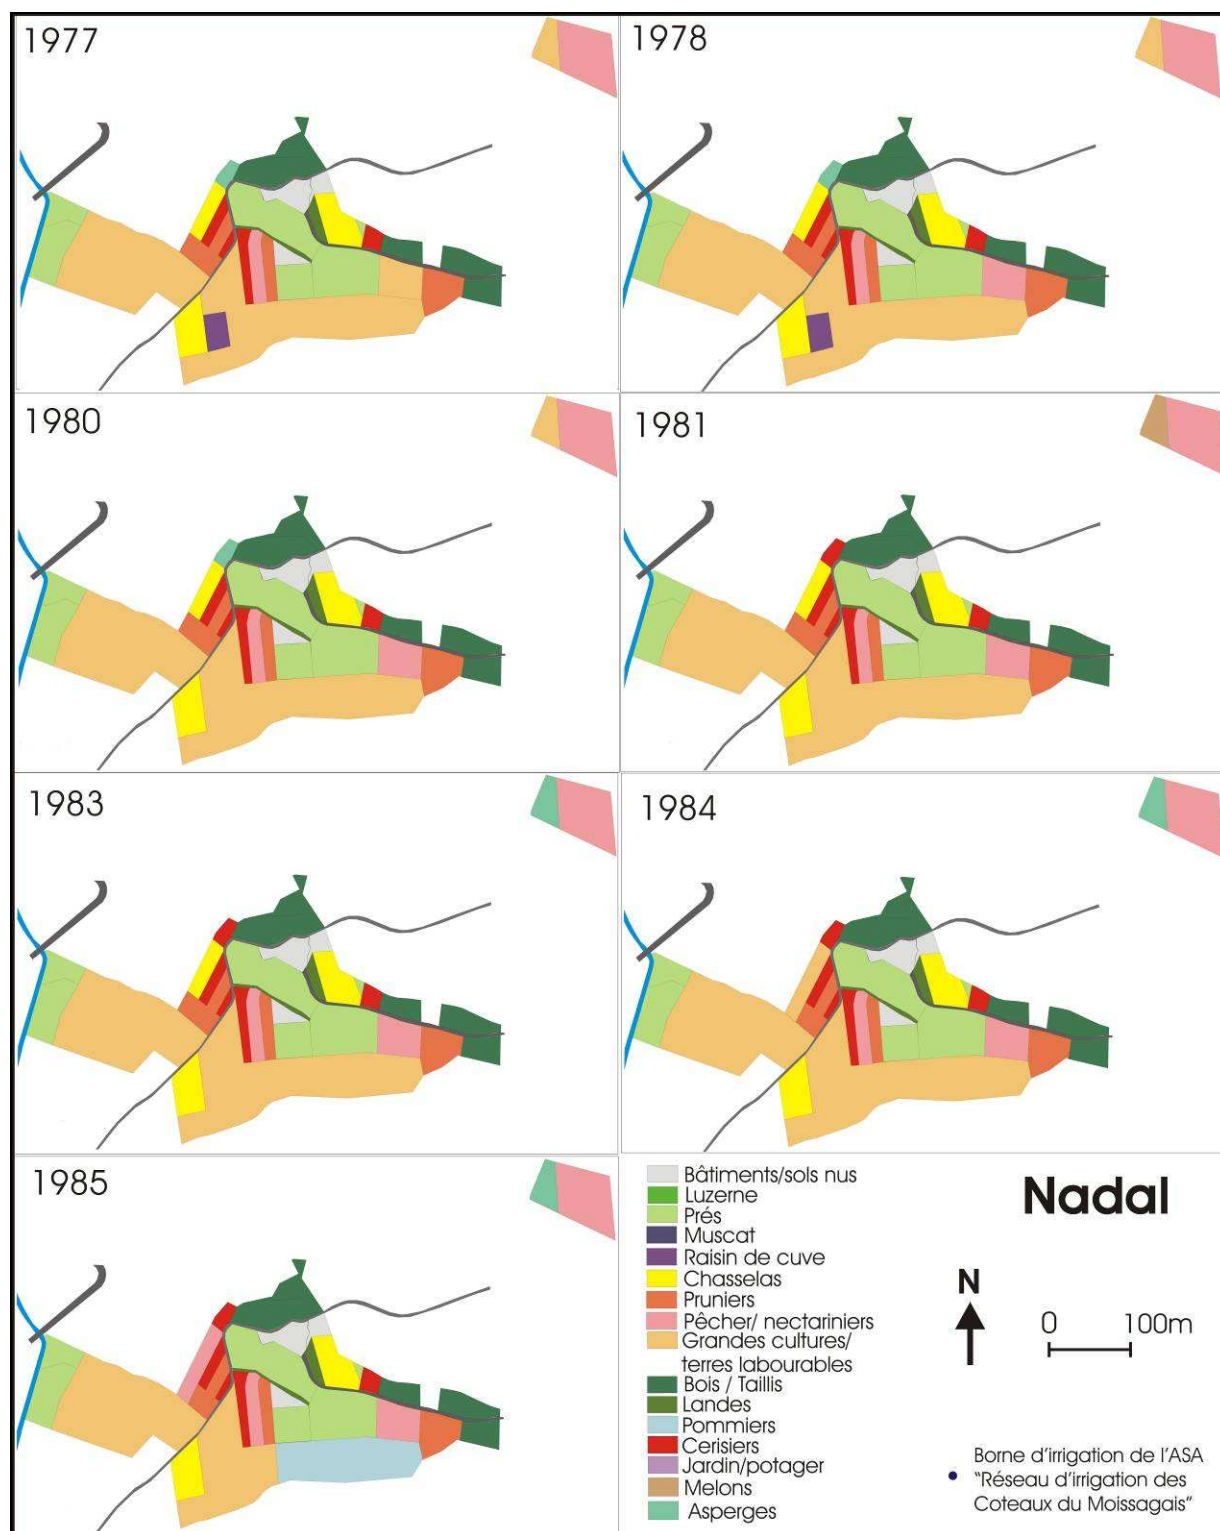 1977
1978
1980
1981
1983
1984
1985
Bâtiments/sols nus
Luzerne
Prés
Muscat
Raisin de cuve
Chasselas
Pruniers
Pêcher/ nectariniers
Grandes cultures/
terres labourables
Bois / Taillis
Landes
Pommiers
Cerisiers
Jardin/potager
Melons
Asperges
Nadal
N
0 100m
Borne d'irrigation de l'ASA
"Réseau d'irrigation des
Coteaux du Moissagais"